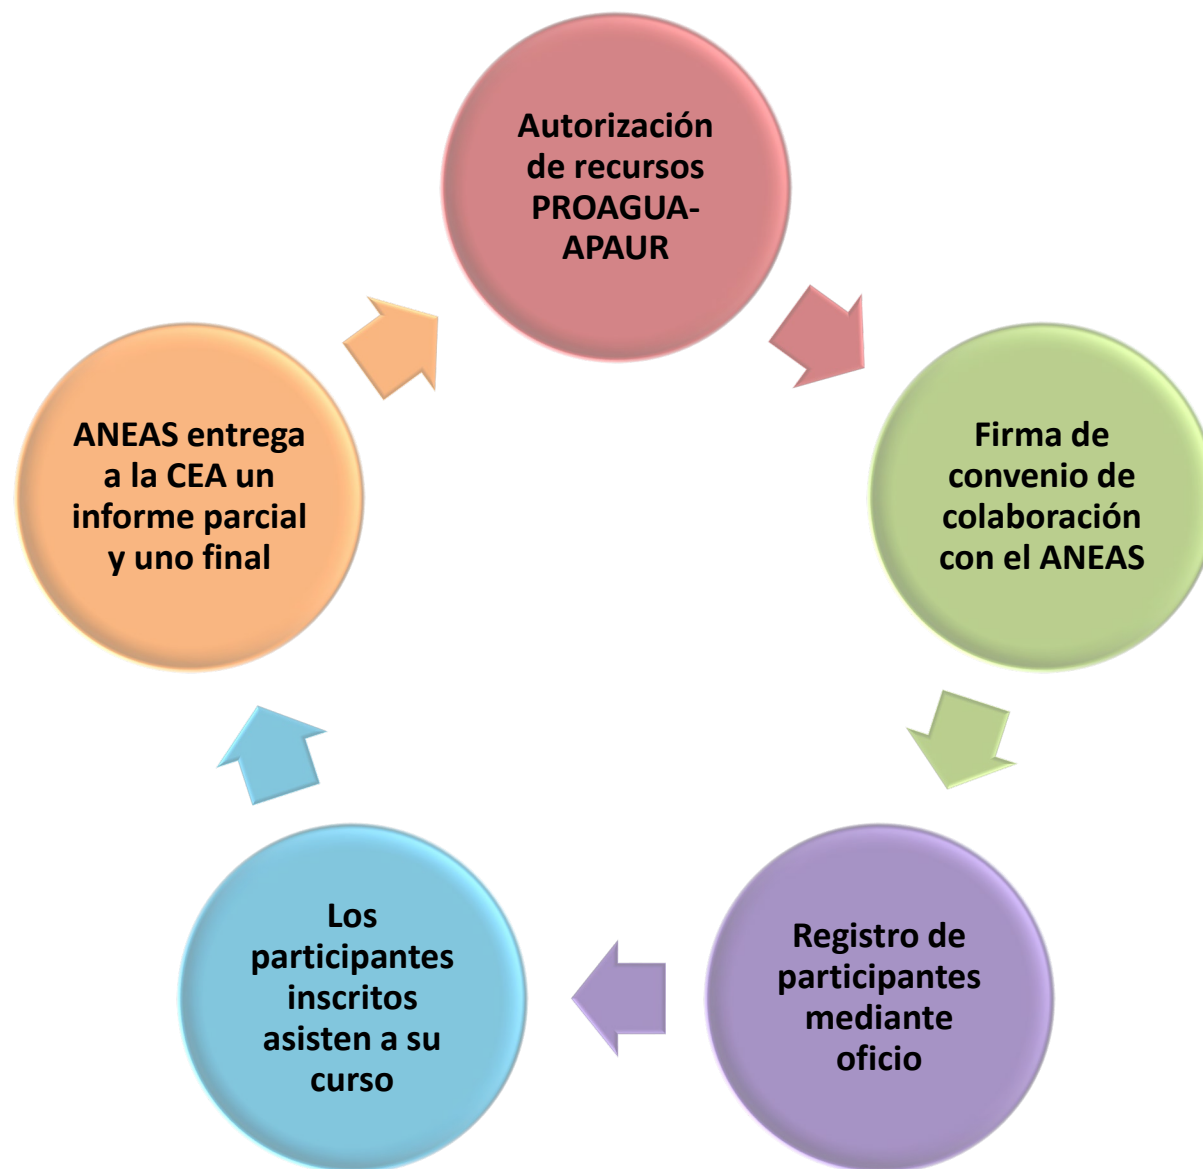 Autorización
de recursos
PROAGUA-
APAUR
Firma de
convenio de
colaboración
con el ANEAS
Registro de
participantes
mediante
oficio
Los
participantes
inscritos
asisten a su
curso
ANEAS entrega
a la CEA un
informe parcial
y uno final